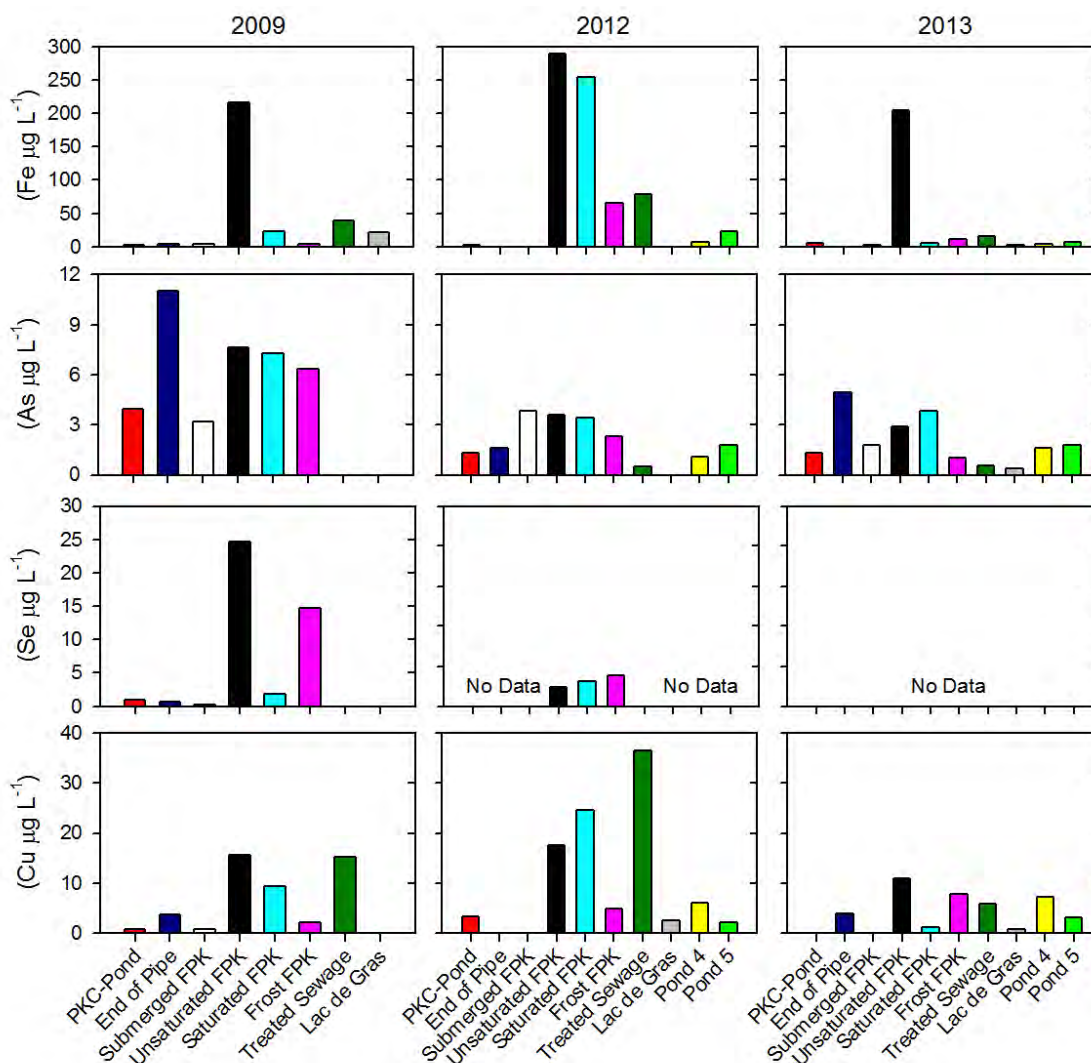 2009 2012 2013
(Fe µg L⁻¹)
300
250
200
150
100
50
0
(As µg L⁻¹)
12
9
6
3
0
(Se µg L⁻¹)
30
25
20
15
10
5
0
No Data No Data No Data
(Cu µg L⁻¹)
40
30
20
10
0
PKC-Pond
End of Pipe
Submerged FPK
Unsaturated FPK
Saturated FPK
Frost FPK
Treated Sewage
Lac de Gras
PKC-Pond
End of Pipe
Submerged FPK
Unsaturated FPK
Saturated FPK
Frost FPK
Treated Sewage
Lac de Gras
Pond 4
Pond 5
PKC-Pond
End of Pipe
Submerged FPK
Unsaturated FPK
Saturated FPK
Frost FPK
Treated Sewage
Lac de Gras
Pond 4
Pond 5